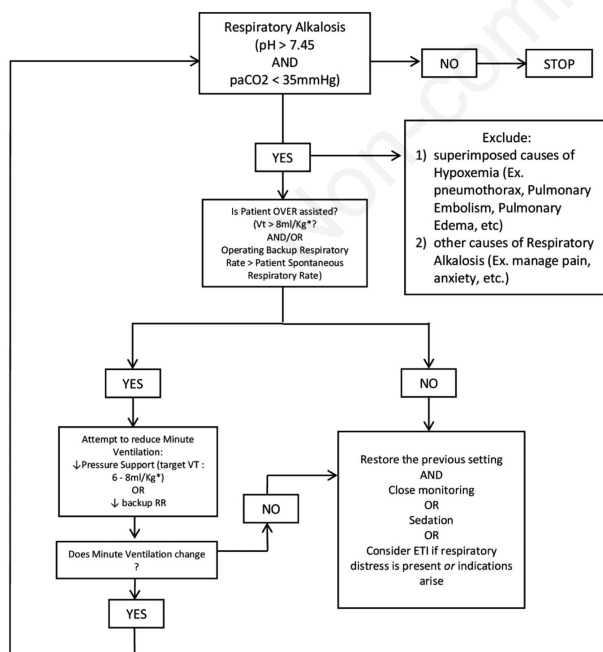 Respiratory Alkalosis
(pH > 7.45
AND
paCO2 < 35mmHg)
NO
STOP
YES
Exclude:
1) superimposed causes of
Hypoxemia (Ex.
pneumothorax, Pulmonary
Embolism, Pulmonary
Edema, etc)
2) other causes of Respiratory
Alkalosis (Ex. manage pain,
anxiety, etc.)
Is Patient OVER assisted?
(Vt > 8ml/Kg*?
AND/OR
Operating Backup Respiratory
Rate > Patient Spontaneous
Respiratory Rate)
YES
NO
Attempt to reduce Minute
Ventilation:
↓Pressure Support (target VT :
6 - 8ml/Kg*)
OR
↓ backup RR
NO
Restore the previous setting
AND
Close monitoring
OR
Sedation
OR
Consider ETI if respiratory
distress is present or indications
arise
Does Minute Ventilation change
?
YES
Non-comm